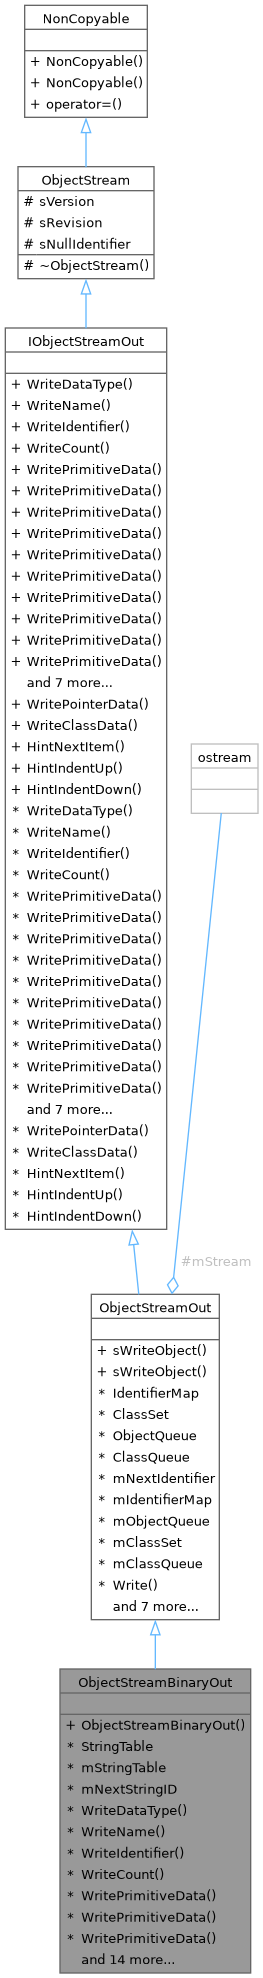 NonCopyable
+ NonCopyable()
+ NonCopyable()
+ operator=()
ObjectStream
# sVersion
# sRevision
# sNullIdentifier
# ~ObjectStream()
IObjectStreamOut
+ WriteDataType()
+ WriteName()
+ WriteIdentifier()
+ WriteCount()
+ WritePrimitiveData()
+ WritePrimitiveData()
+ WritePrimitiveData()
+ WritePrimitiveData()
+ WritePrimitiveData()
+ WritePrimitiveData()
+ WritePrimitiveData()
+ WritePrimitiveData()
+ WritePrimitiveData()
+ WritePrimitiveData()
and 7 more...
+ WritePointerData()
+ WriteClassData()
+ HintNextItem()
+ HintIndentUp()
+ HintIndentDown()
* WriteDataType()
* WriteName()
* WriteIdentifier()
* WriteCount()
* WritePrimitiveData()
* WritePrimitiveData()
* WritePrimitiveData()
* WritePrimitiveData()
* WritePrimitiveData()
* WritePrimitiveData()
* WritePrimitiveData()
* WritePrimitiveData()
* WritePrimitiveData()
* WritePrimitiveData()
and 7 more...
* WritePointerData()
* WriteClassData()
* HintNextItem()
* HintIndentUp()
* HintIndentDown()
ostream
#mStream
ObjectStreamOut
+ sWriteObject()
+ sWriteObject()
* IdentifierMap
* ClassSet
* ObjectQueue
* ClassQueue
* mNextIdentifier
* mIdentifierMap
* mObjectQueue
* mClassSet
* mClassQueue
* Write()
and 7 more...
ObjectStreamBinaryOut
+ ObjectStreamBinaryOut()
* StringTable
* mStringTable
* mNextStringID
* WriteDataType()
* WriteName()
* WriteIdentifier()
* WriteCount()
* WritePrimitiveData()
* WritePrimitiveData()
* WritePrimitiveData()
and 14 more...